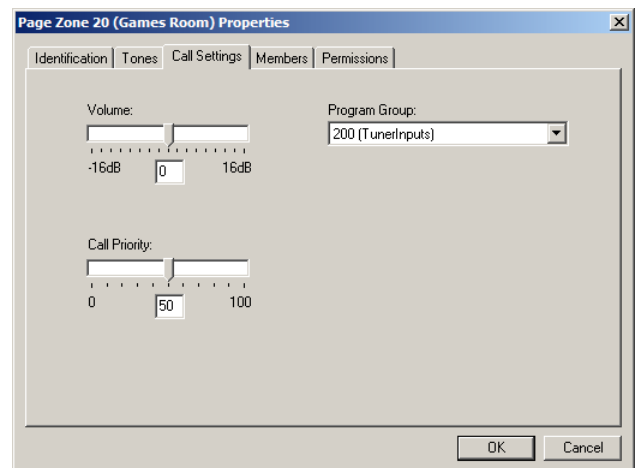 Page Zone 20 (Games Room) Properties
Identification Tones Call Settings Members Permissions
Volume:
-16dB 0 16dB
Program Group:
200 (TunerInputs)
Call Priority:
0 50 100
OK Cancel